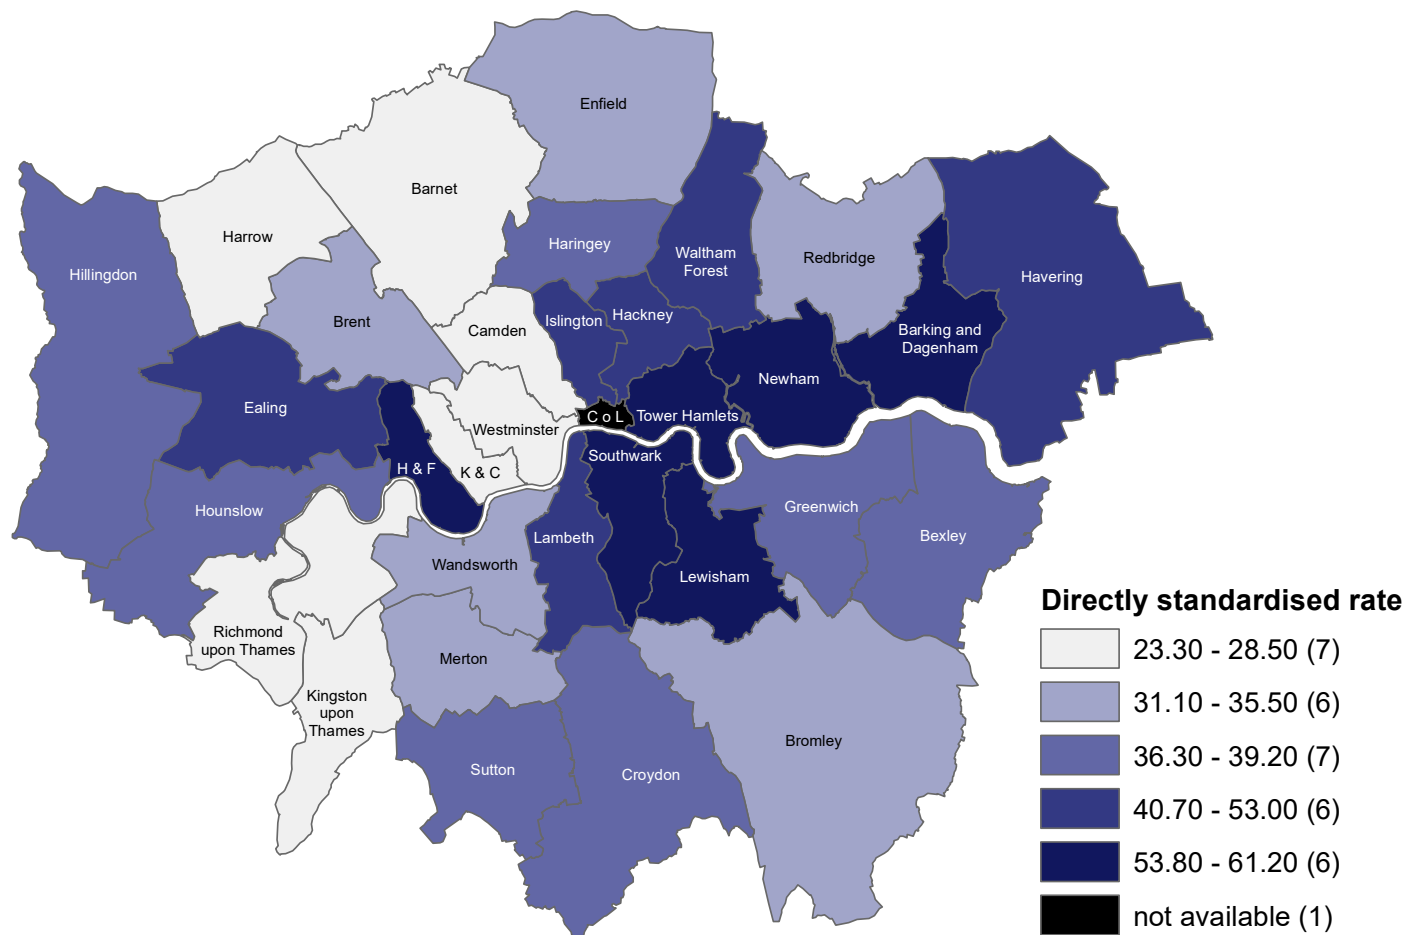 Enfield
Barnet
Harrow
Haringey
Waltham
Forest
Redbridge
Havering
Hillingdon
Brent
Camden
Islington
Hackney
Barking and
Dagenham
Newham
Ealing
Westminster
C o L
Tower Hamlets
H & F
K & C
Southwark
Hounslow
Greenwich
Bexley
Lambeth
Wandsworth
Lewisham
Richmond
upon Thames
Merton
Kingston
upon
Thames
Bromley
Sutton
Croydon
Directly standardised rate
23.30 - 28.50 (7)
31.10 - 35.50 (6)
36.30 - 39.20 (7)
40.70 - 53.00 (6)
53.80 - 61.20 (6)
not available (1)